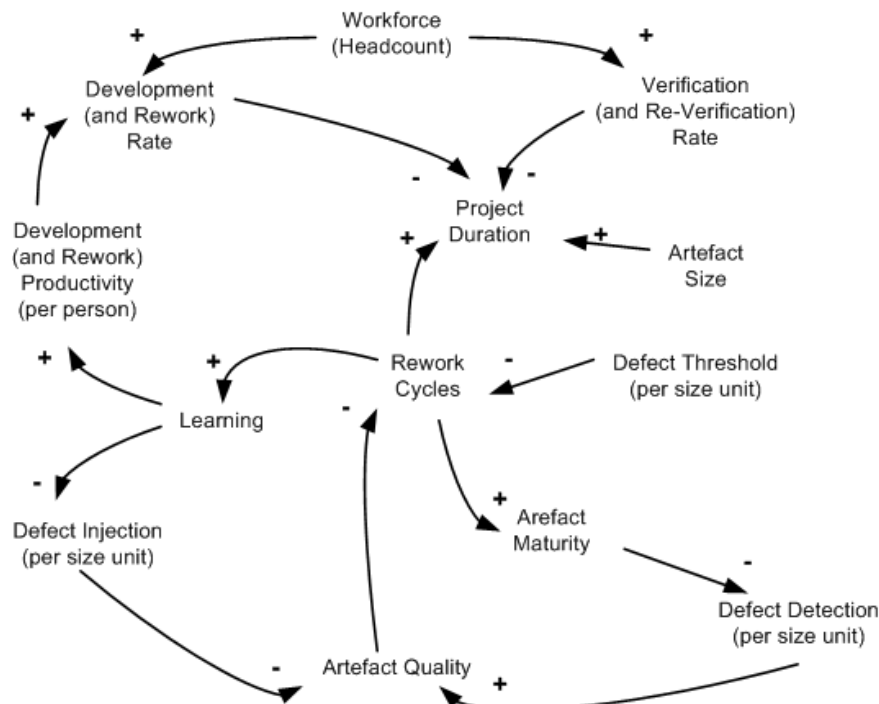 Workforce
(Headcount)
+
+
Development
(and Rework)
Rate
Verification
(and Re-Verification)
Rate
+
-
-
Project
Duration
Development
(and Rework)
Productivity
(per person)
+
+
Artefact
Size
+
+
Rework
Cycles
-
Defect Threshold
(per size unit)
-
Learning
-
Defect Injection
(per size unit)
+
Arefact
Maturity
-
Defect Detection
(per size unit)
-
Artefact Quality
+